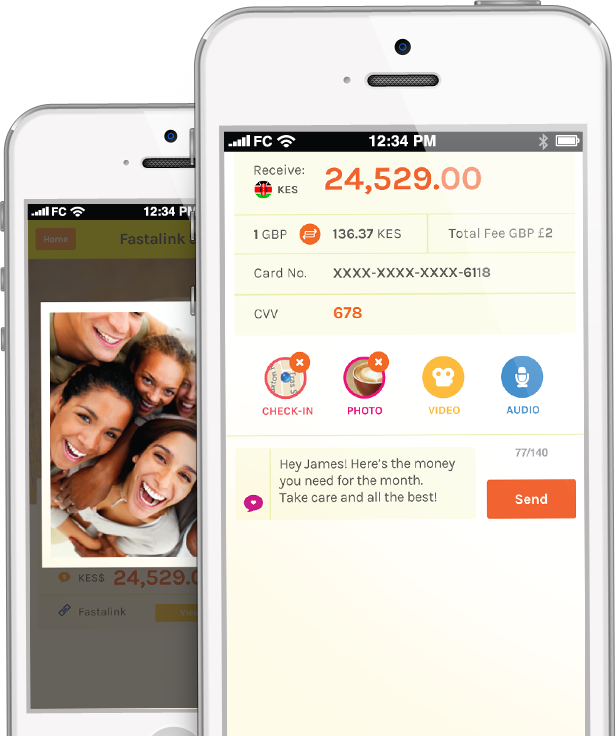 FC 12:34 PM
Receive:
KES
24,529.00
1 GBP 136.37 KES Total Fee GBP £2
Card No. XXXX-XXXX-XXXX-6118
CVV 678
CHECK-IN PHOTO VIDEO AUDIO
77/140
Hey James! Here's the money
you need for the month.
Take care and all the best!
Send
FC 12:34 PM
Home Fastalink
KES$ 24,529.0
Fastalink